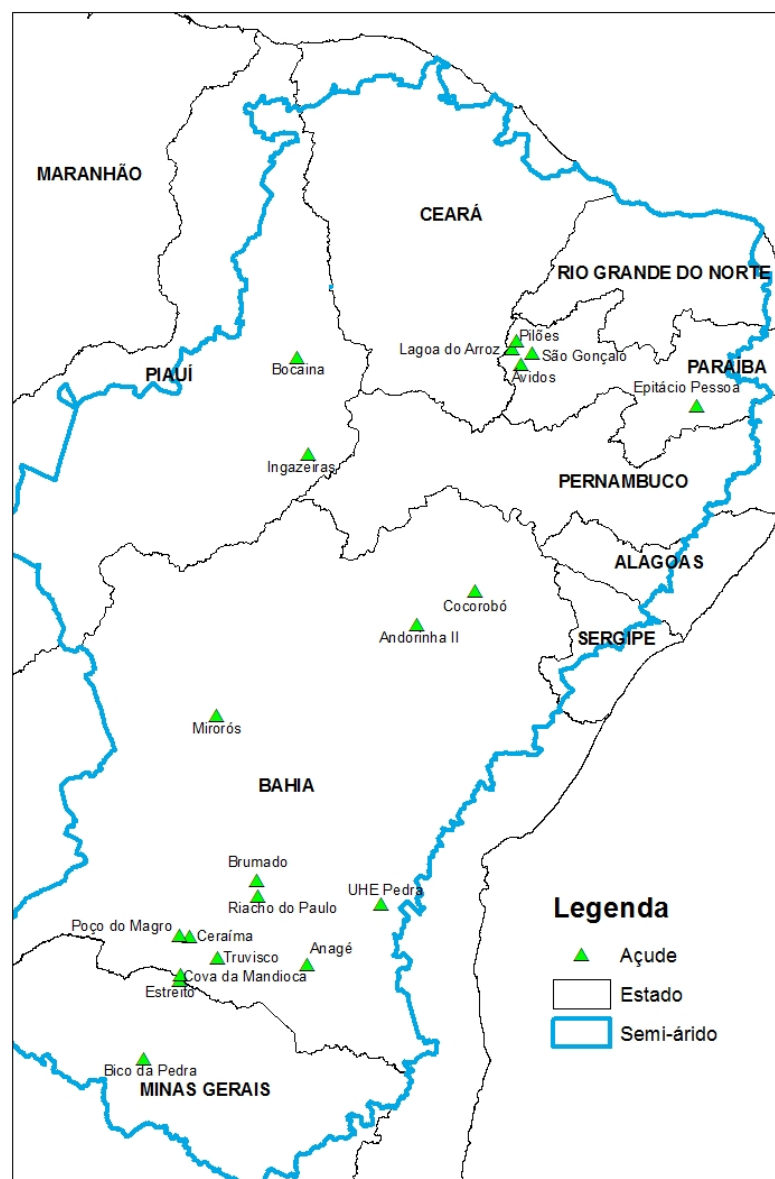 MARANHÃO
CEARÁ
RIO GRANDE DO NORTE
Pilões
Lagoa do Arroz
São Gonçalo
Avidos
PARAÍBA
Bocaina
PIAUÍ
Epitácio Pessoa
Ingazeiras
PERNAMBUCO
ALAGOAS
Cocorobó
Andorinha II
SERGIPE
Mirorós
BAHIA
Brumado
UHE Pedra
Riacho do Paulo
Poço do Magro
Ceraíma
Anagé
Truvisco
Cova da Mandioca
Estreito
Bico da Pedra
MINAS GERAIS
Legenda
Açude
Estado
Semi-árido